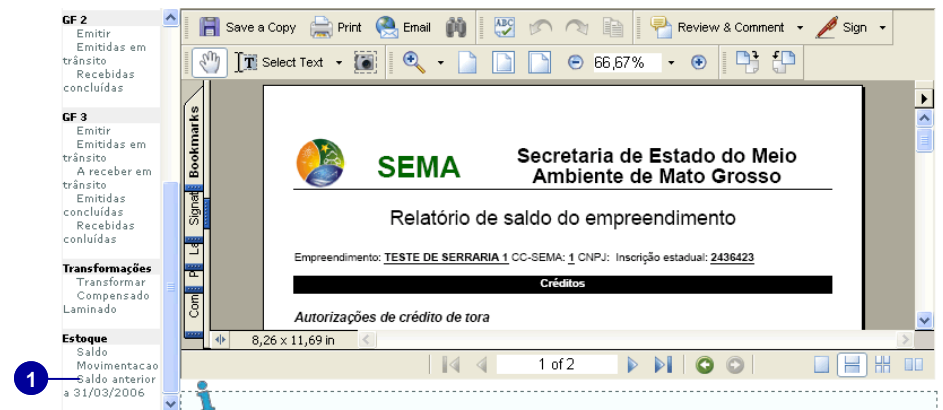 GF 2
Emitir
Emitidas em
trânsito
Recebidas
concluídas
GF 3
Emitir
Emitidas em
trânsito
A receber em
trânsito
Emitidas
concluídas
Recebidas
conluídas
Transformações
Transformar
Compensado
Laminado
Estoque
Saldo
Movimentacao
Saldo anterior
a 31/03/2006
1
Save a Copy Print Email Review & Comment Sign
Select Text 66,67%
Bookmarks
Signat
La
P
Com
SEMA
Secretaria de Estado do Meio
Ambiente de Mato Grosso
Relatório de saldo do empreendimento
Empreendimento: TESTE DE SERRARIA 1 CC-SEMA: 1 CNPJ: Inscrição estadual: 2436423
Créditos
Autorizações de crédito de tora
8,26 x 11,69 in
1 of 2